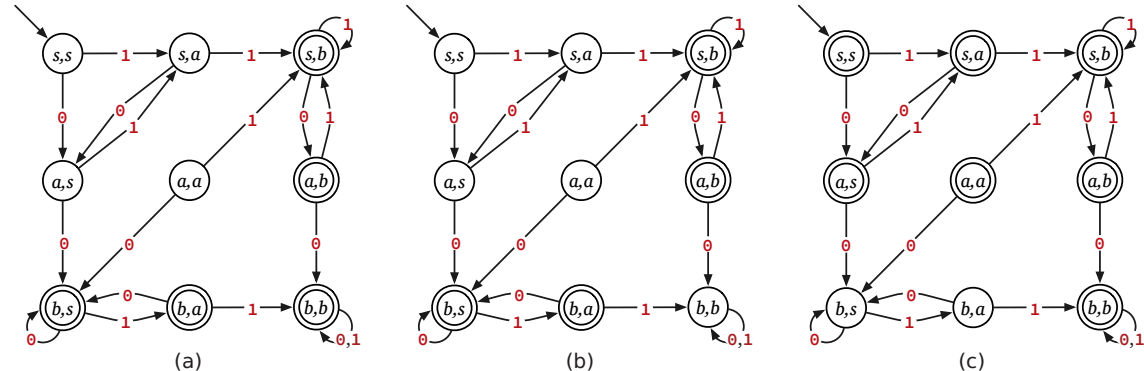 1 1 1
s,s 1 s,a 1 s,b s,s 1 s,a 1 s,b s,s 1 s,a 1 s,b
0 0 1 1 0 1 0 0 1 1 0 1 0 0 1 1 0 1
a,s a,a a,b a,s a,a a,b a,s a,a a,b
0 0 0 0 0 0 0 0 0
b,s 0 1 b,a 1 b,b b,s 0 1 b,a 1 b,b b,s 0 1 b,a 1 b,b
0 0,1 0 0,1 0 0,1
(a) (b) (c)